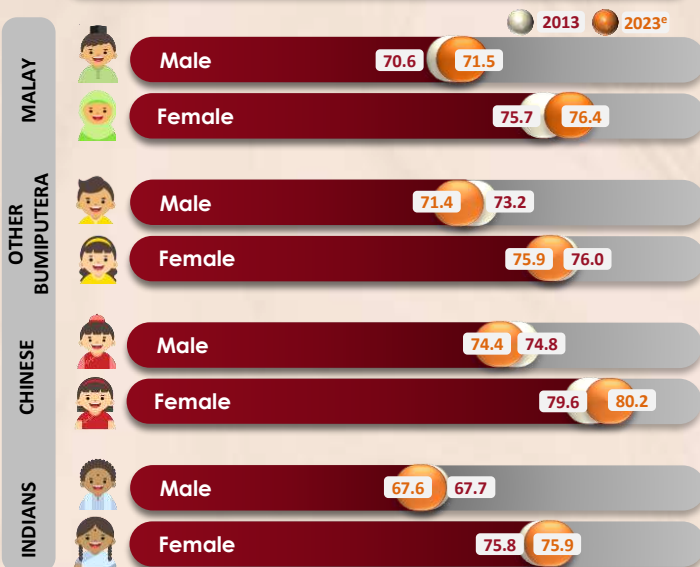 2013 2023ᵉ
MALAY
Male 70.6 71.5
Female 75.7 76.4
OTHER
BUMIPUTERA
Male 71.4 73.2
Female 75.9 76.0
CHINESE
Male 74.4 74.8
Female 79.6 80.2
INDIANS
Male 67.6 67.7
Female 75.8 75.9